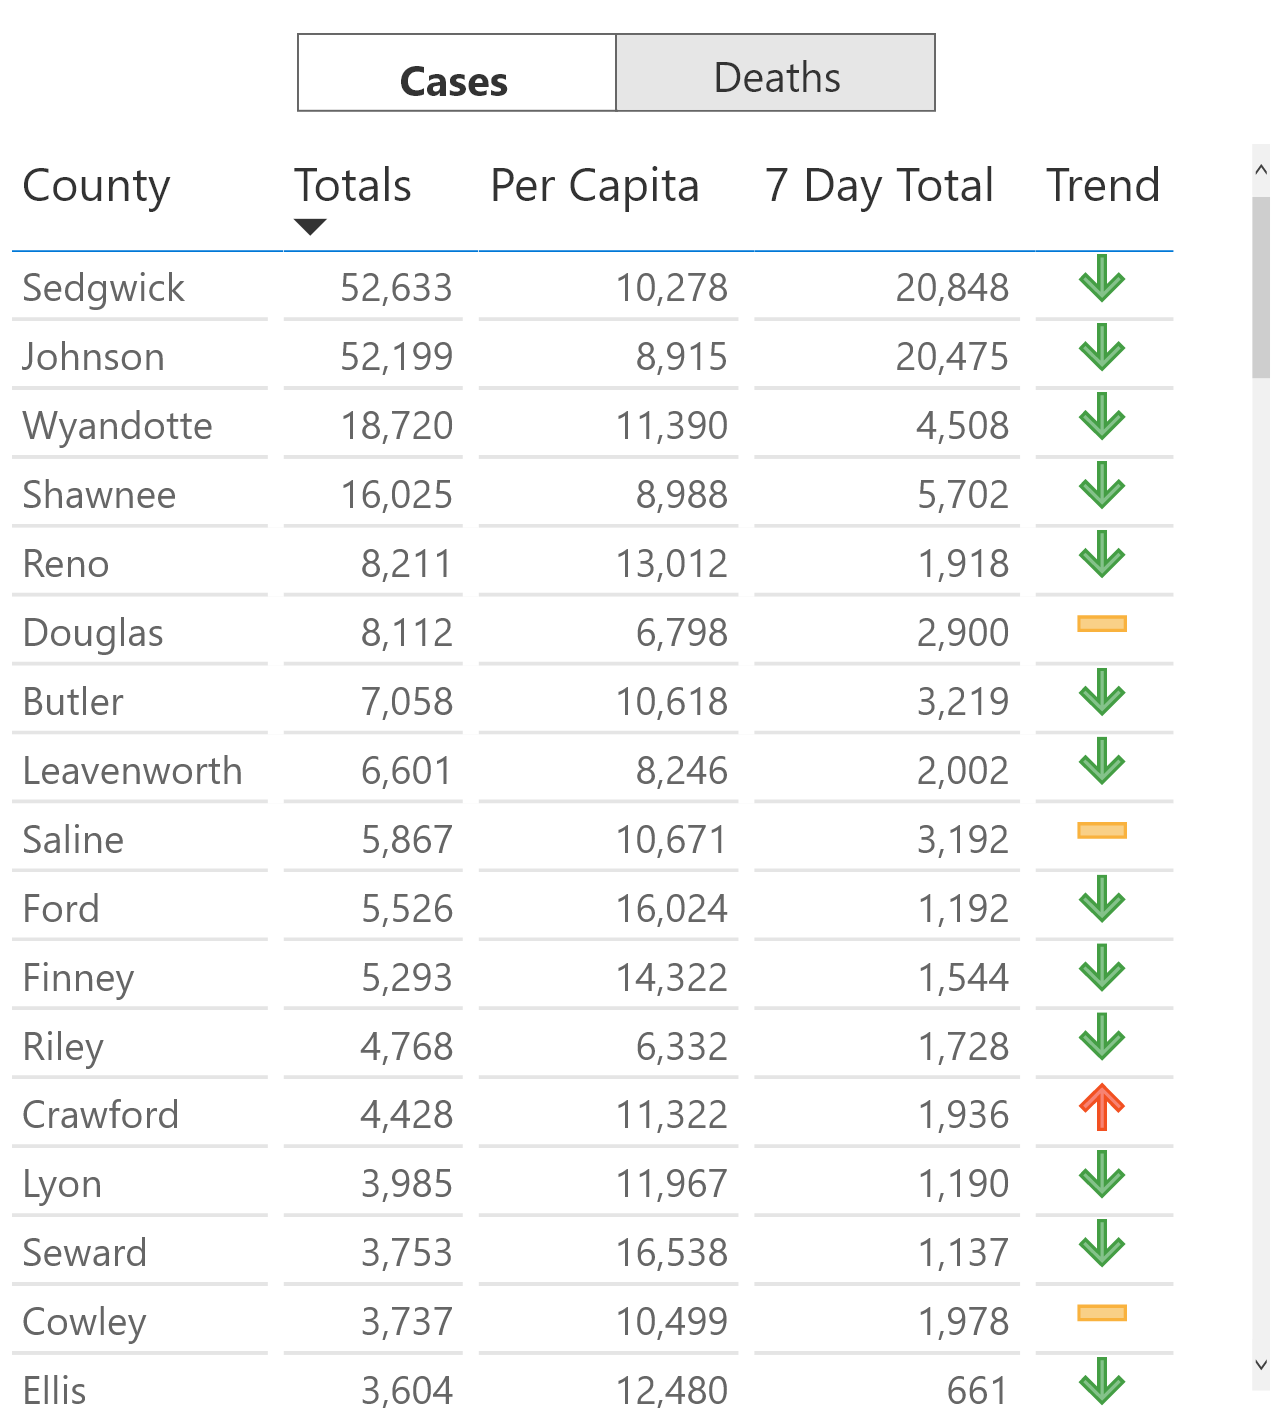 Cases Deaths
County Totals Per Capita 7 Day Total Trend
Sedgwick 52,633 10,278 20,848
Johnson 52,199 8,915 20,475
Wyandotte 18,720 11,390 4,508
Shawnee 16,025 8,988 5,702
Reno 8,211 13,012 1,918
Douglas 8,112 6,798 2,900
Butler 7,058 10,618 3,219
Leavenworth 6,601 8,246 2,002
Saline 5,867 10,671 3,192
Ford 5,526 16,024 1,192
Finney 5,293 14,322 1,544
Riley 4,768 6,332 1,728
Crawford 4,428 11,322 1,936
Lyon 3,985 11,967 1,190
Seward 3,753 16,538 1,137
Cowley 3,737 10,499 1,978
Ellis 3,604 12,480 661